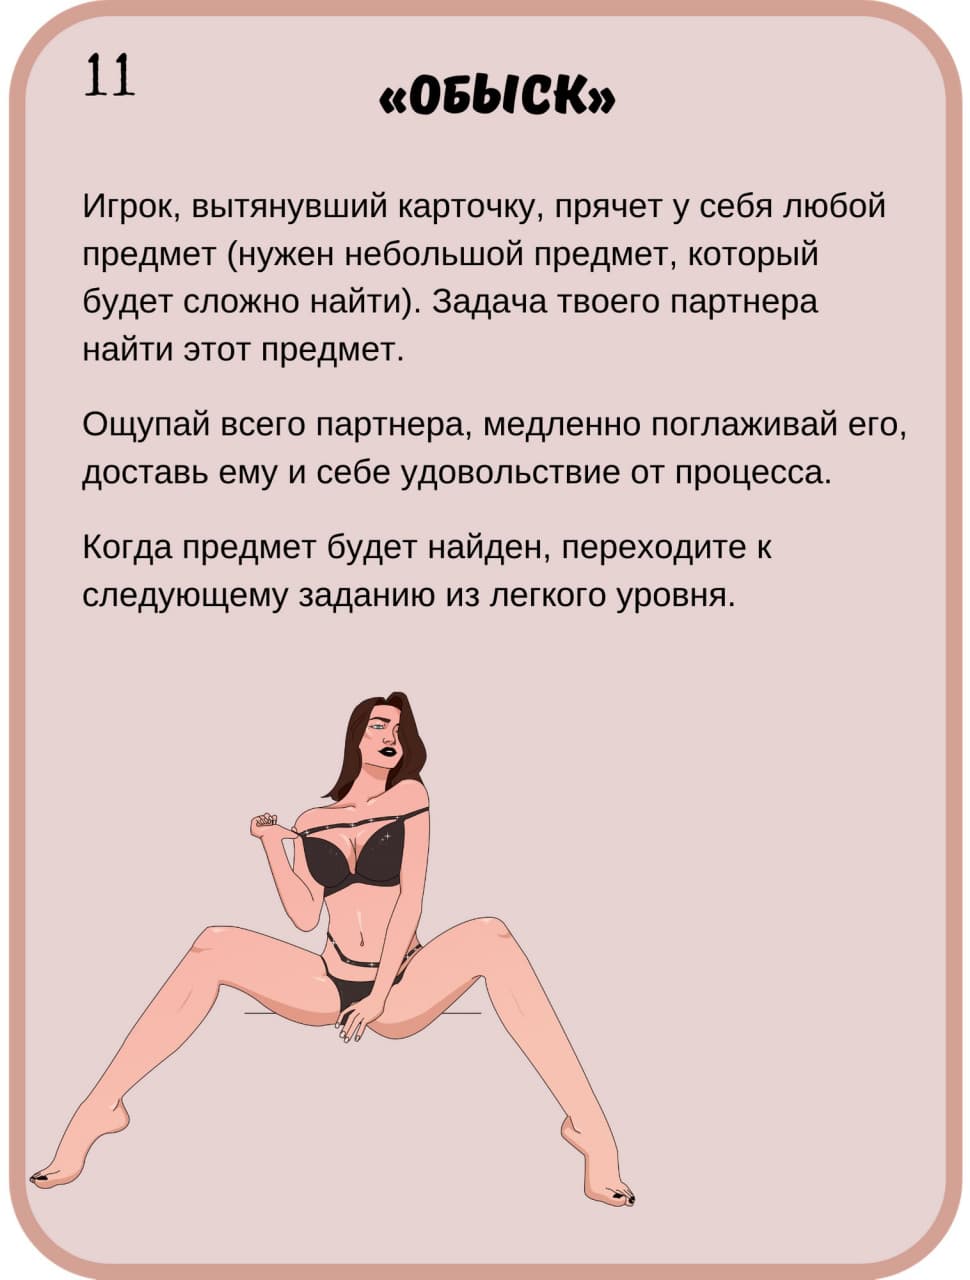 11
«ОБЫСК»
Игрок, вытянувший карточку, прячет у себя любой
предмет (нужен небольшой предмет, который
будет сложно найти). Задача твоего партнера
найти этот предмет.
Ощупай всего партнера, медленно поглаживай его,
доставь ему и себе удовольствие от процесса.
Когда предмет будет найден, переходите к
следующему заданию из легкого уровня.